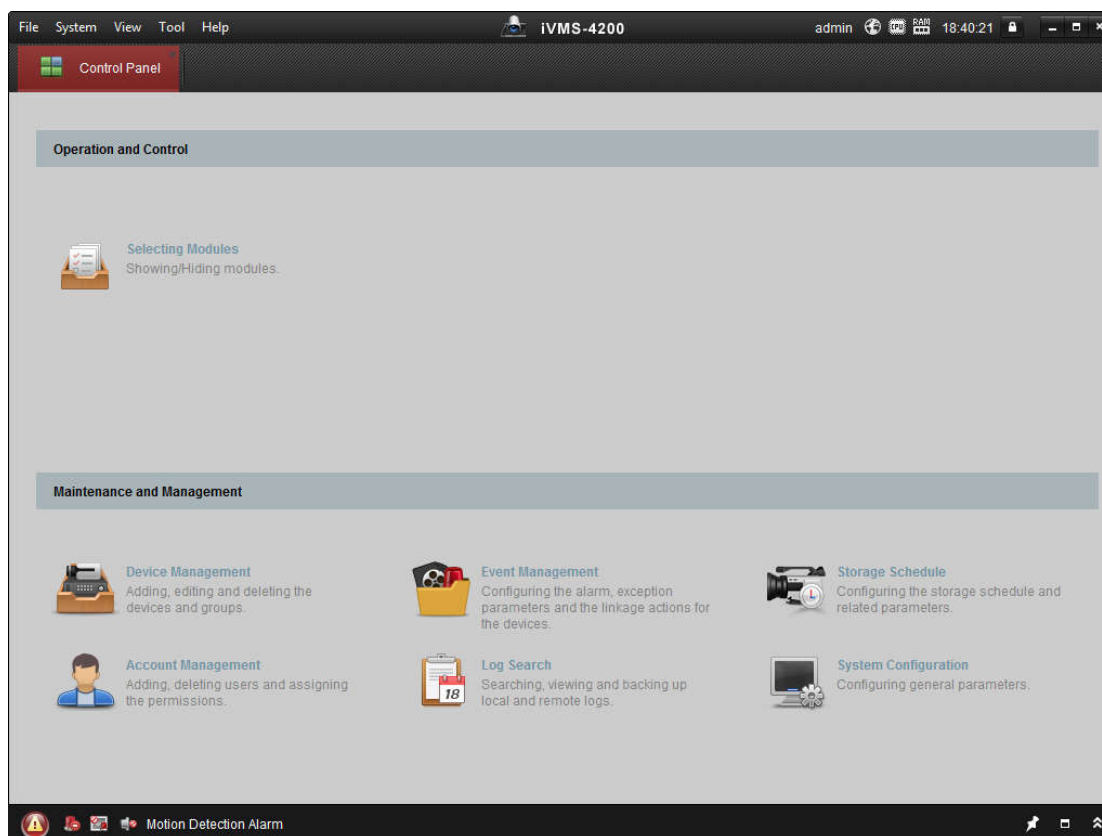 File System View Tool Help
iVMS-4200
admin CPU RAM 18:40:21
Control Panel
Operation and Control
Selecting Modules
Showing/Hiding modules.
Maintenance and Management
Device Management
Adding, editing and deleting the
devices and groups.
Event Management
Configuring the alarm, exception
parameters and the linkage actions for
the devices.
Storage Schedule
Configuring the storage schedule and
related parameters.
Account Management
Adding, deleting users and assigning
the permissions.
18
Log Search
Searching, viewing and backing up
local and remote logs.
System Configuration
Configuring general parameters.
Motion Detection Alarm